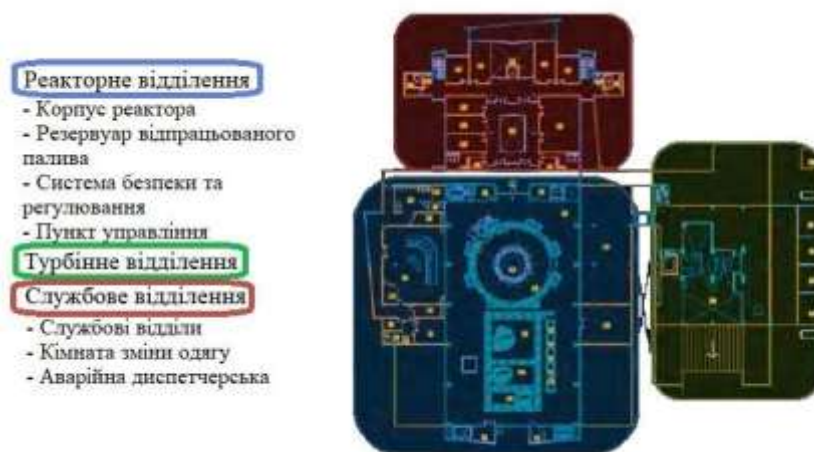 Реакторне відділення
- Корпус реактора
- Резервуар відпрацьованого
палива
- Система безпеки та
регулювання
- Пункт управління
Турбінне відділення
Службове відділення
- Службові відділи
- Кімната зміни одягу
- Аварійна диспетчерська